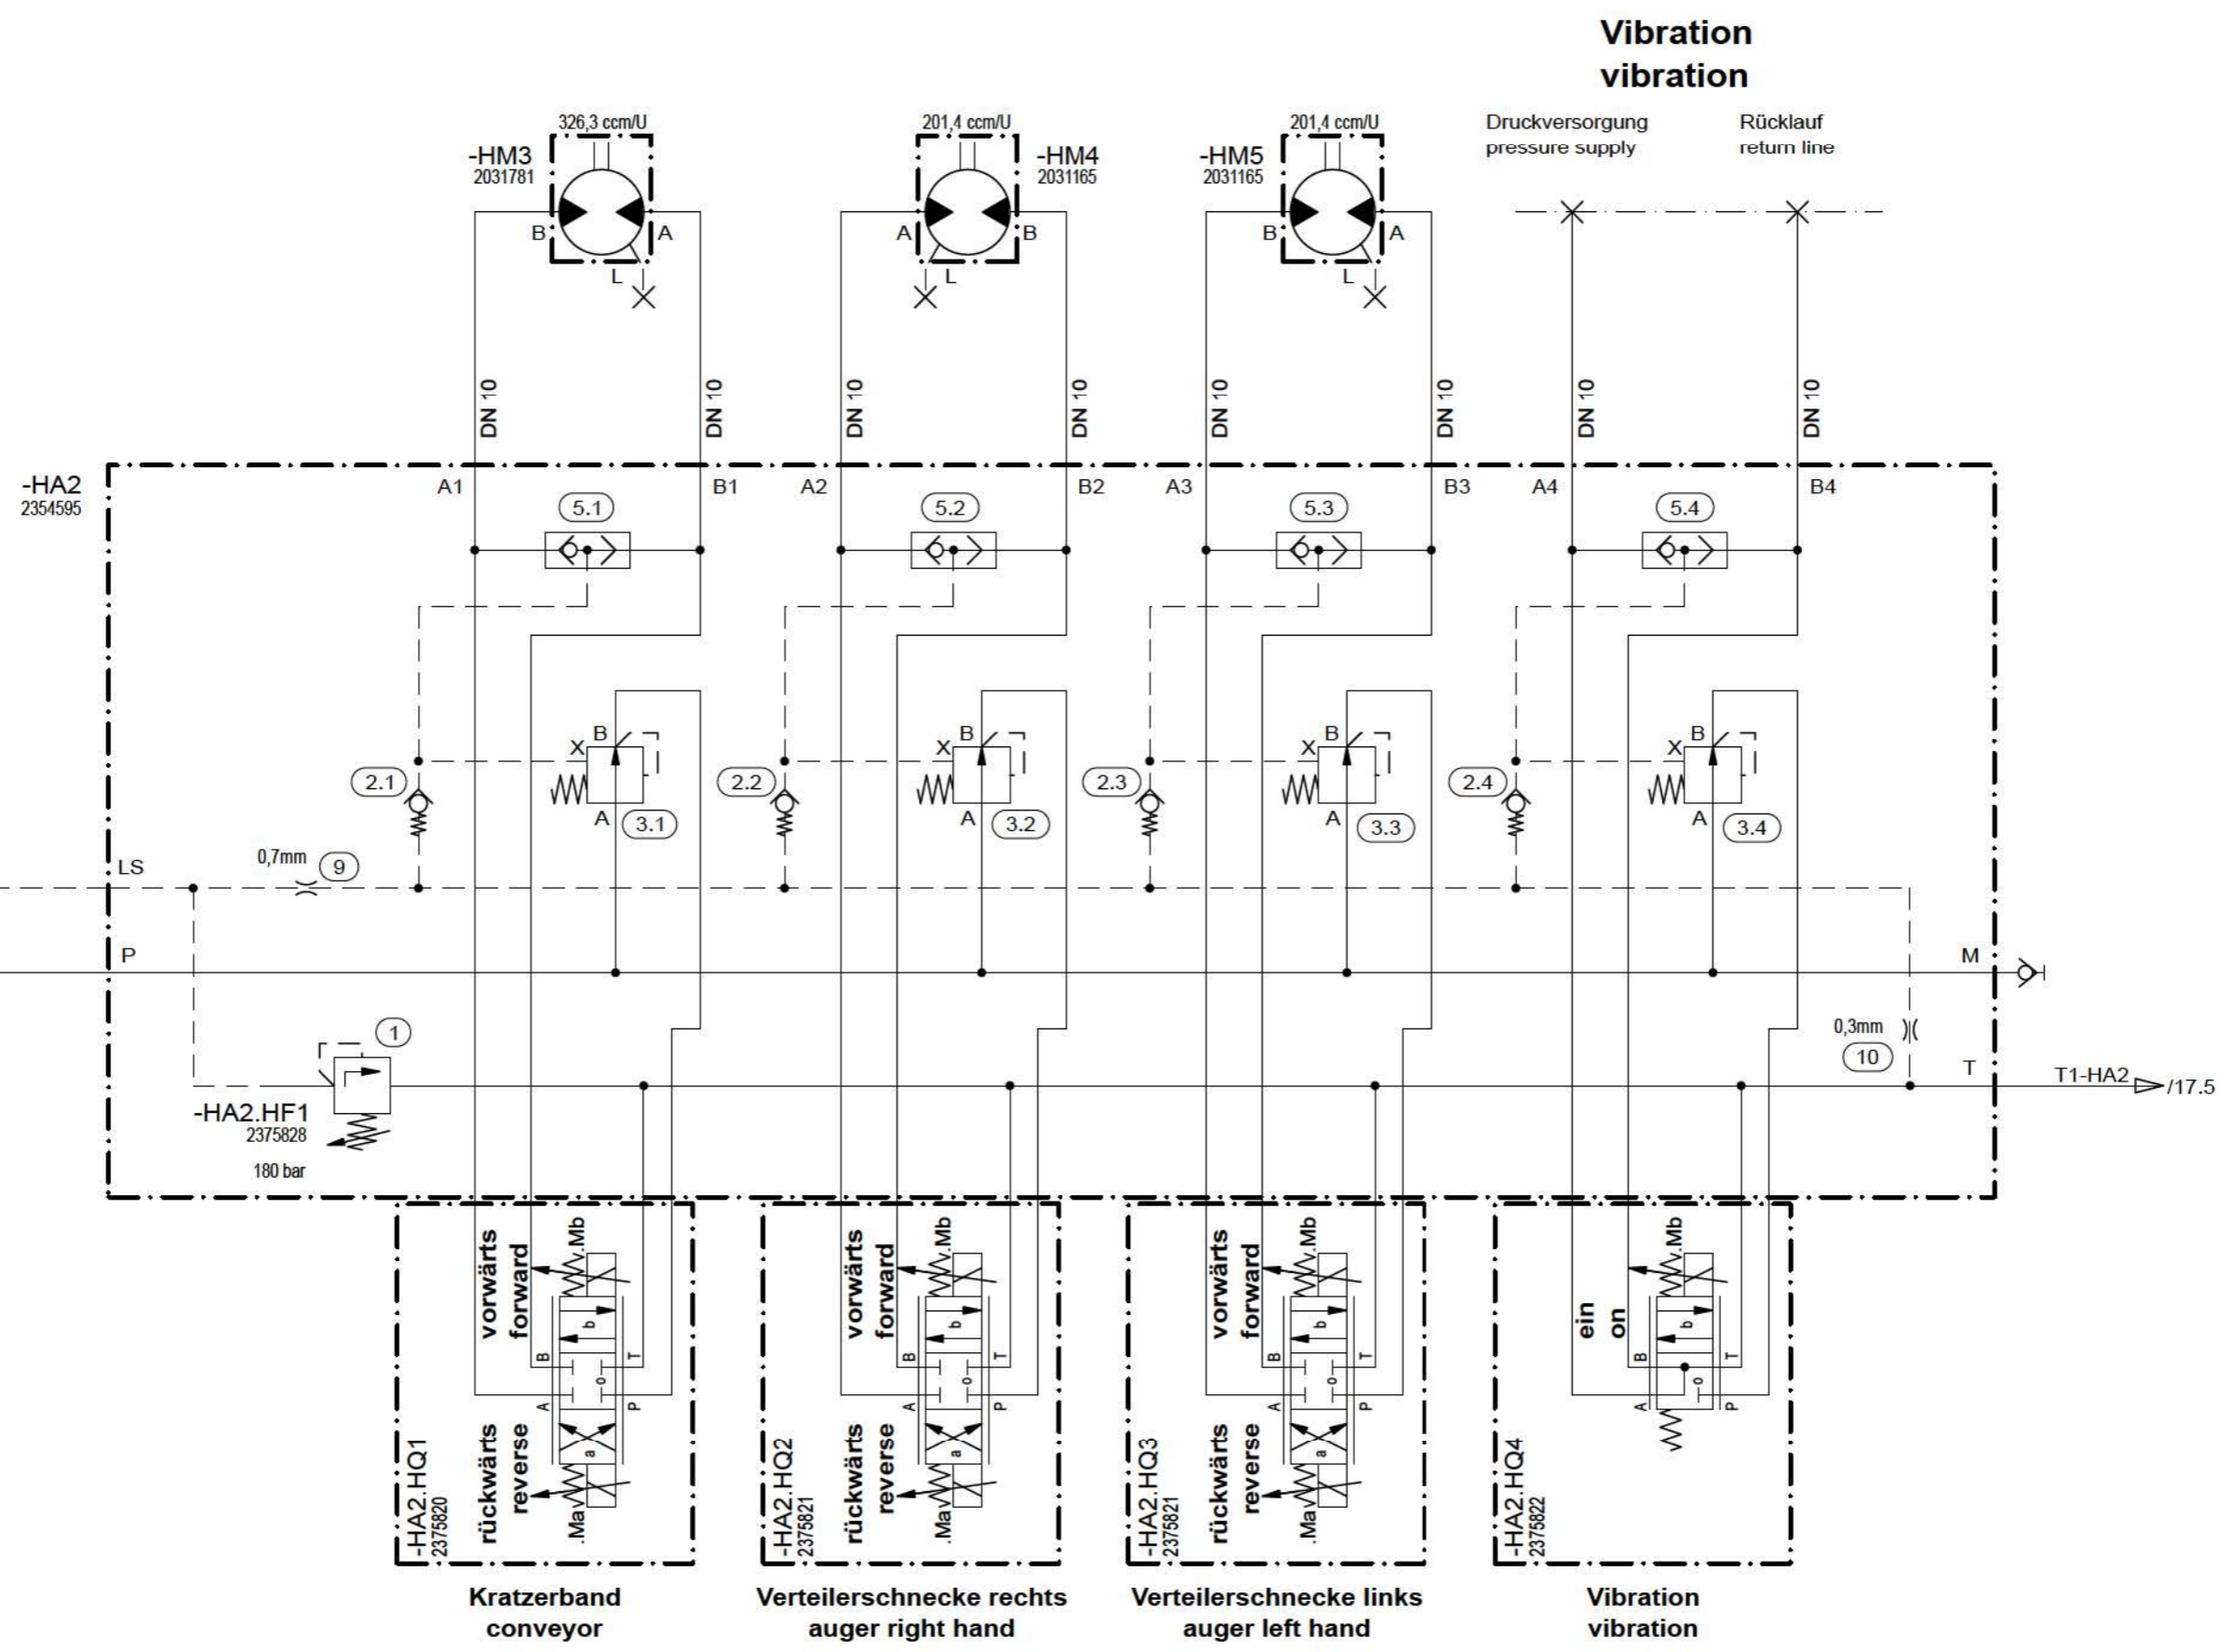 Vibration
vibration
Druckversorgung
pressure supply
Rücklauf
return line
326,3 ccm/U
-HM3
2031781
B
A
L
201,4 ccm/U
-HM4
2031165
A
B
L
201,4 ccm/U
-HM5
2031165
B
A
L
DN 10
DN 10
DN 10
DN 10
DN 10
DN 10
DN 10
DN 10
-HA2
2354595
A1
B1
A2
B2
A3
B3
A4
B4
5.1
5.2
5.3
5.4
B
X
2.1
A
3.1
B
X
2.2
A
3.2
B
X
2.3
A
3.3
B
X
2.4
A
3.4
LS
0,7mm
9
P
M
1
0,3mm
10
T
T1-HA2
/17.5
-HA2.HF1
2375828
180 bar
vorwärts
forward
.Mb
b
B
T
o
A
P
a
rückwärts
reverse
.Ma
-HA2.HQ1
2375820
vorwärts
forward
.Mb
b
B
T
o
A
P
a
rückwärts
reverse
.Ma
-HA2.HQ2
2375821
vorwärts
forward
.Mb
b
B
T
o
A
P
a
rückwärts
reverse
.Ma
-HA2.HQ3
2375821
ein
on
.Mb
b
B
T
o
A
P
-HA2.HQ4
2375822
Kratzerband
conveyor
Verteilerschnecke rechts
auger right hand
Verteilerschnecke links
auger left hand
Vibration
vibration